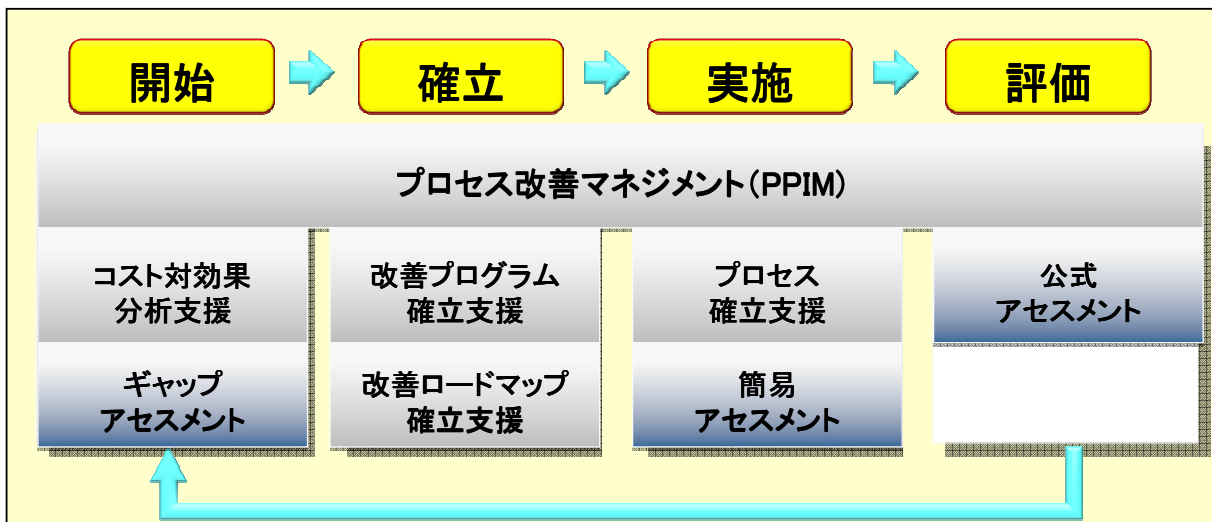 開始
確立
実施
評価
プロセス改善マネジメント(PPIM)
コスト対効果
分析支援
改善プログラム
確立支援
プロセス
確立支援
公式
アセスメント
ギャップ
アセスメント
改善ロードマップ
確立支援
簡易
アセスメント